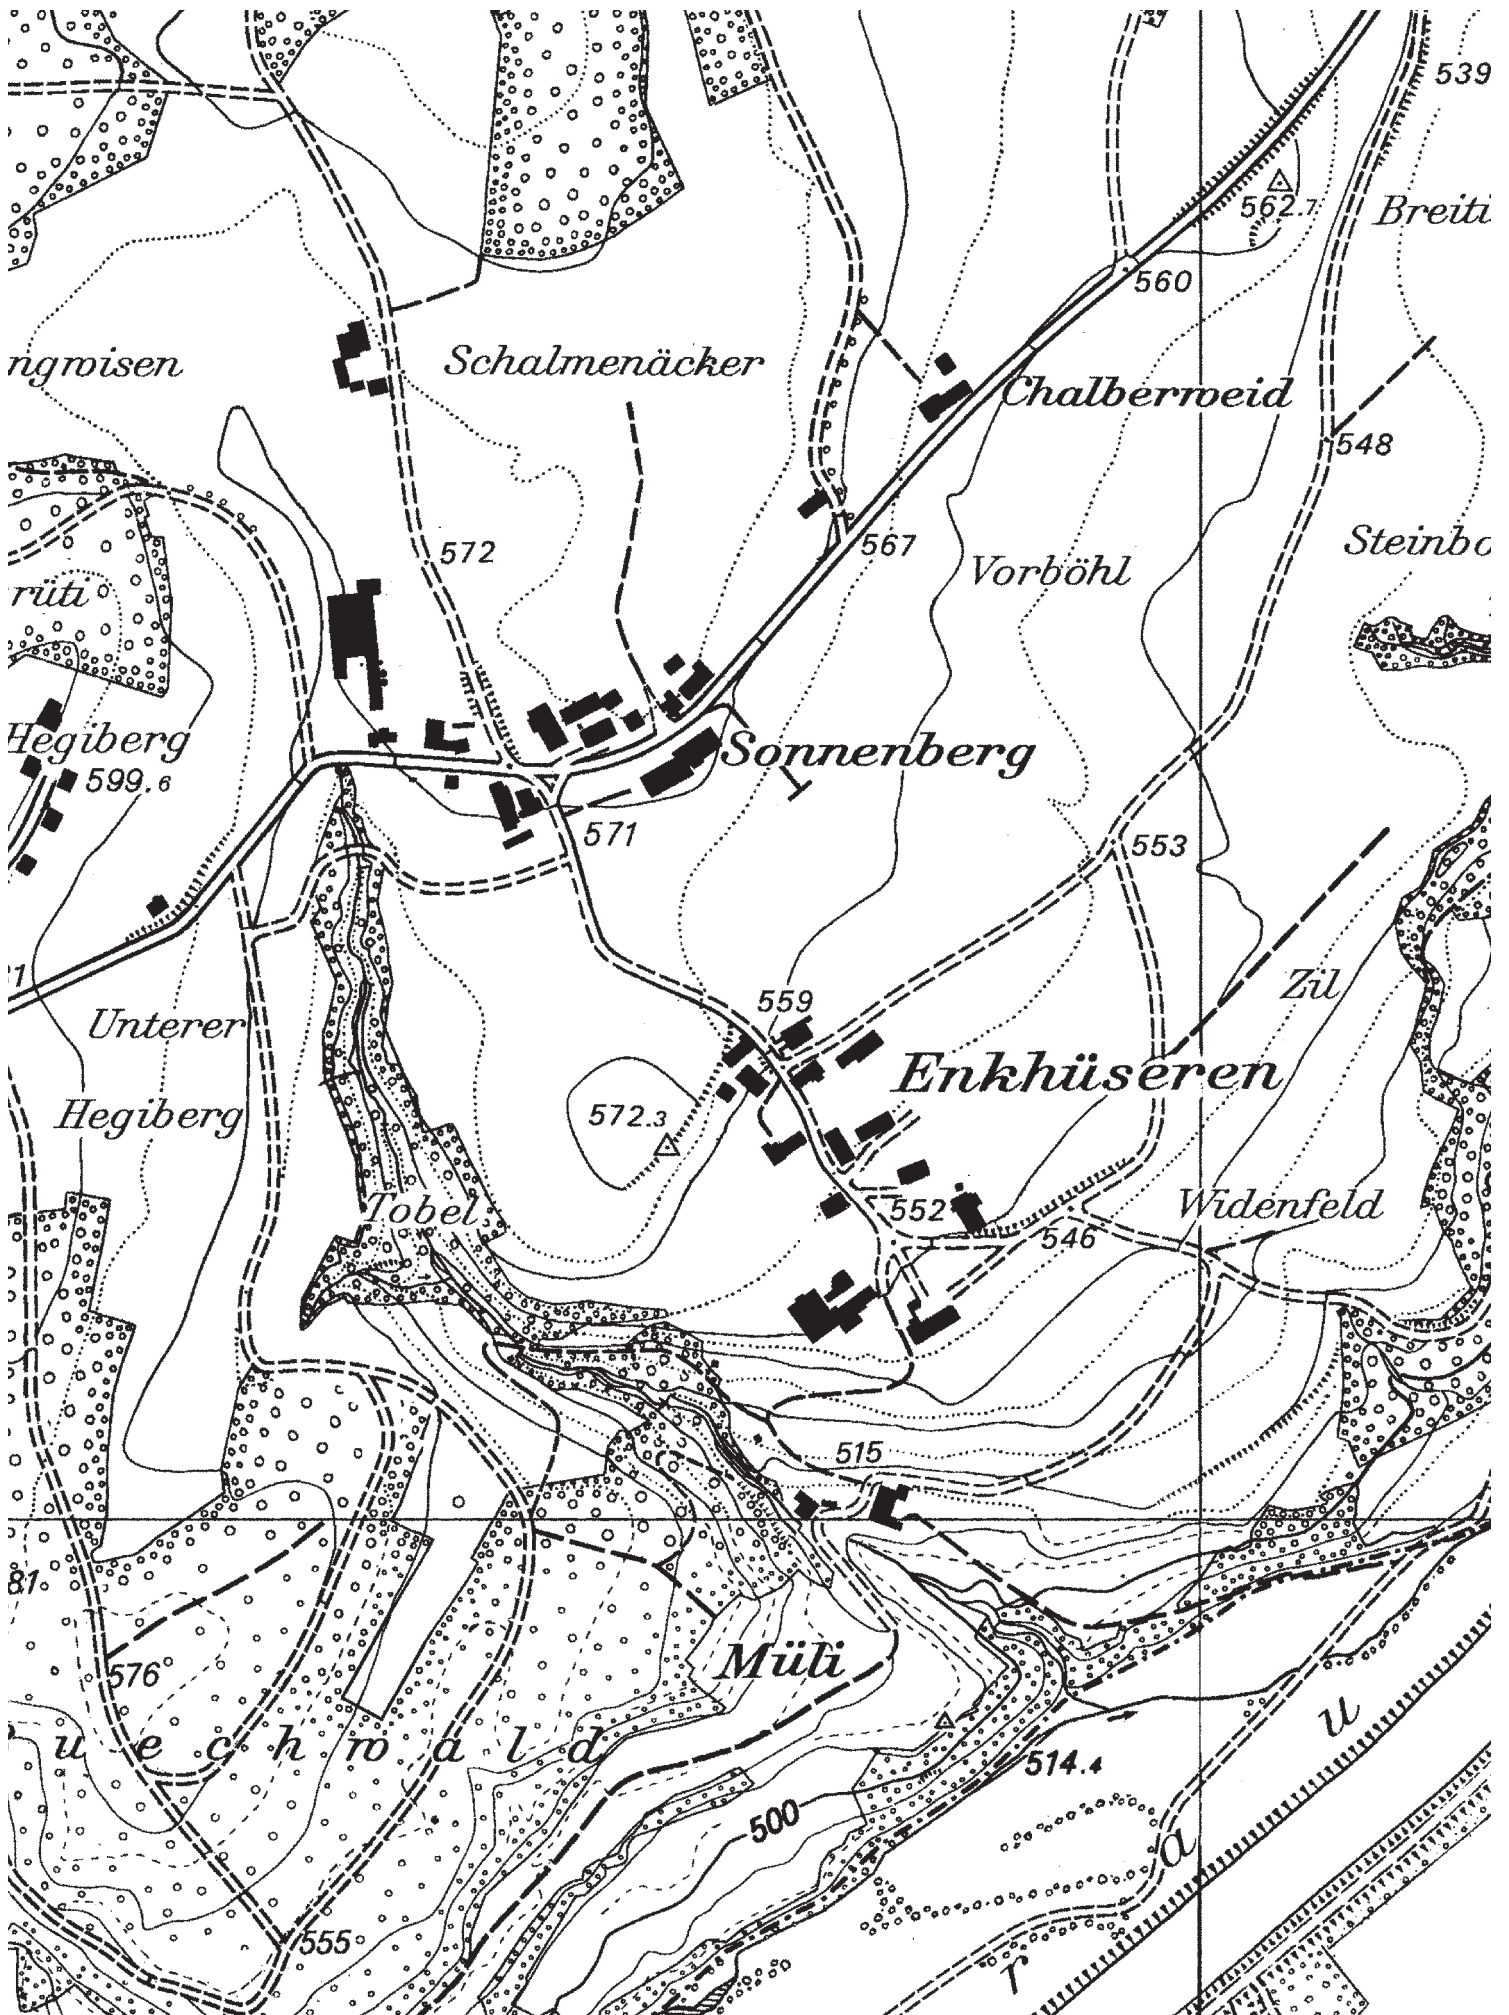 539
562.7
Breiti
560
ngwisen
Schalmenäcker
Chalberweid
548
572
567
Vorböhl
Steinbo
rüti
Hegiberg
Sonnenberg
599.6
571
553
Zil
559
Unterer
Enkhüseren
Hegiberg
572.3
Tobel
552
Widenfeld
546
515
81
Müli
576
u e c h w a l d
u
514.4
500
a
555
r